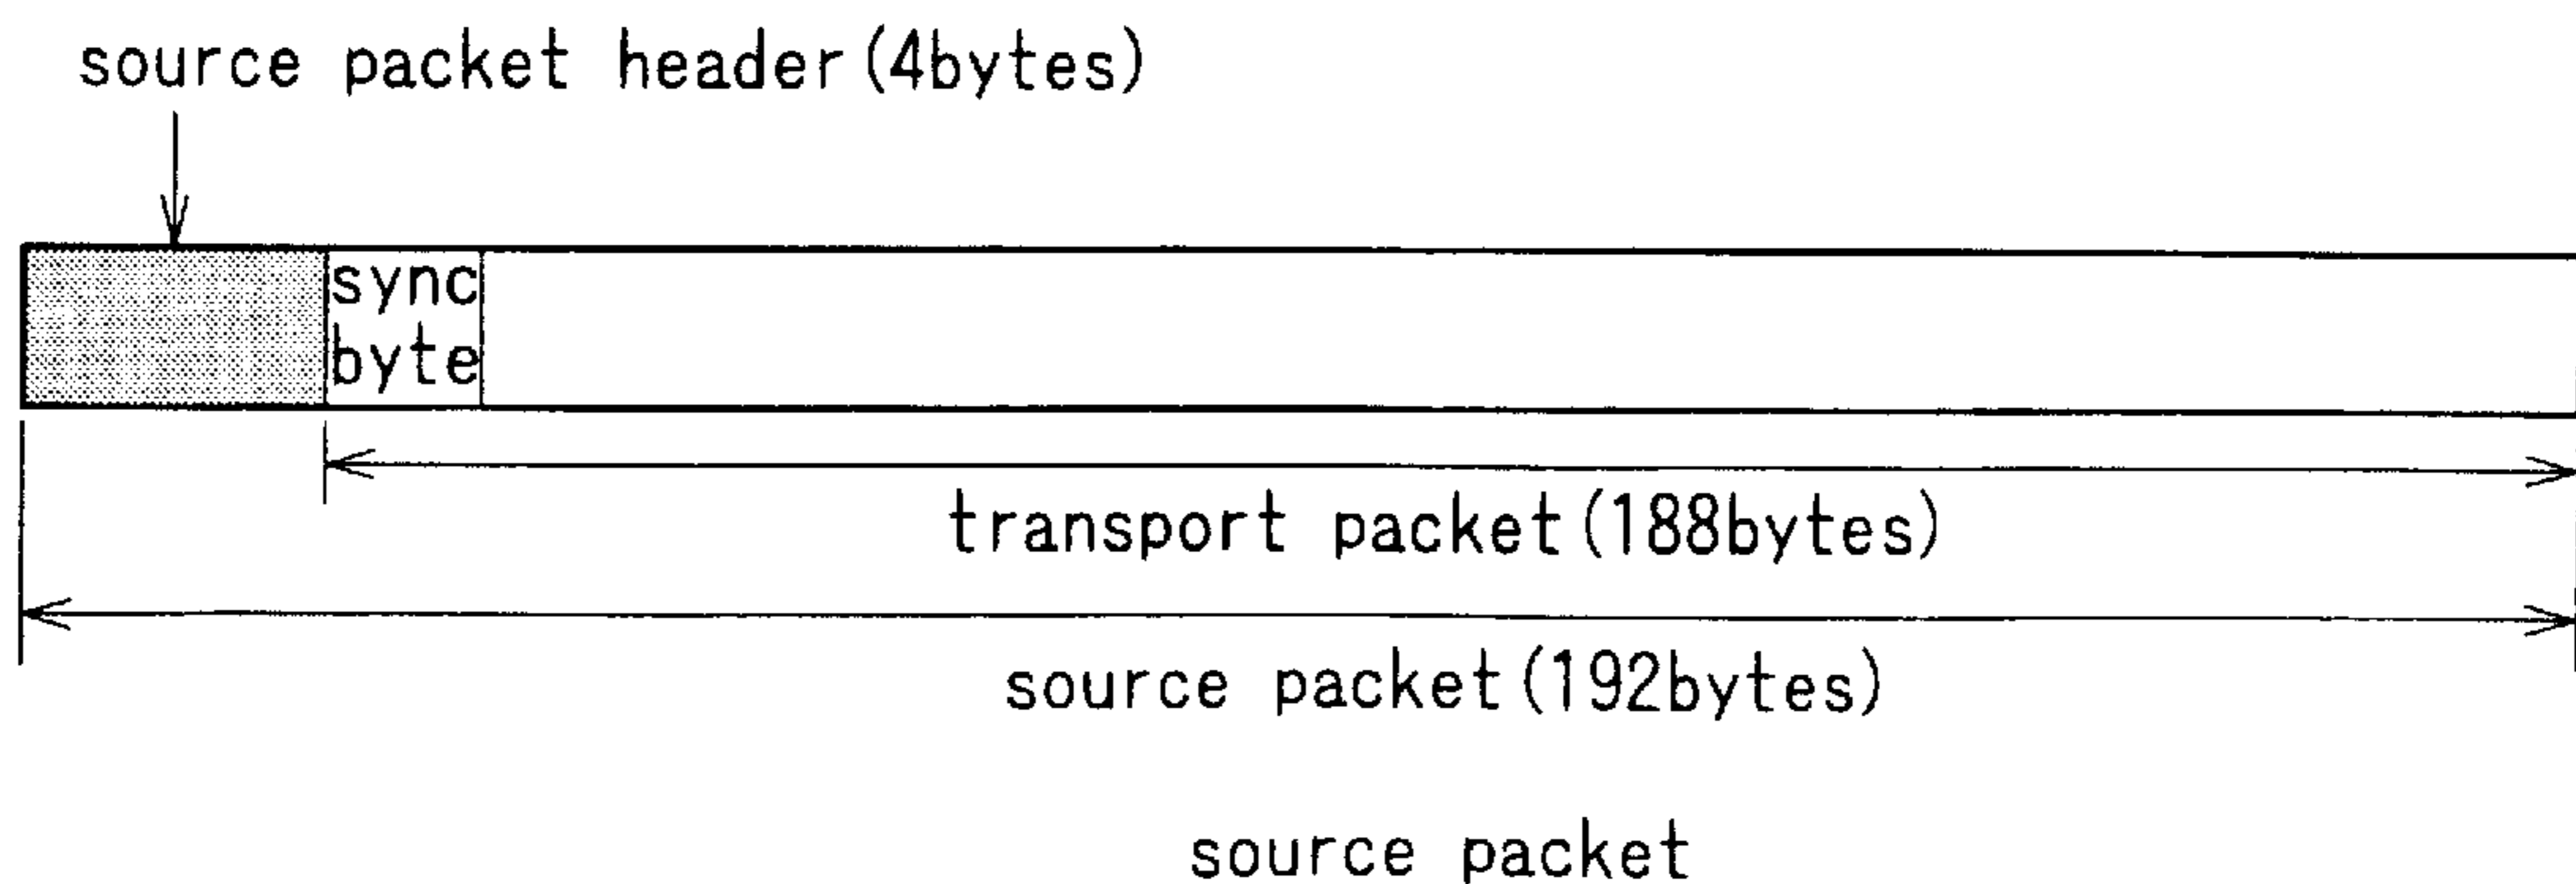 source packet header(4bytes)
sync
byte
transport packet(188bytes)
source packet(192bytes)
source packet